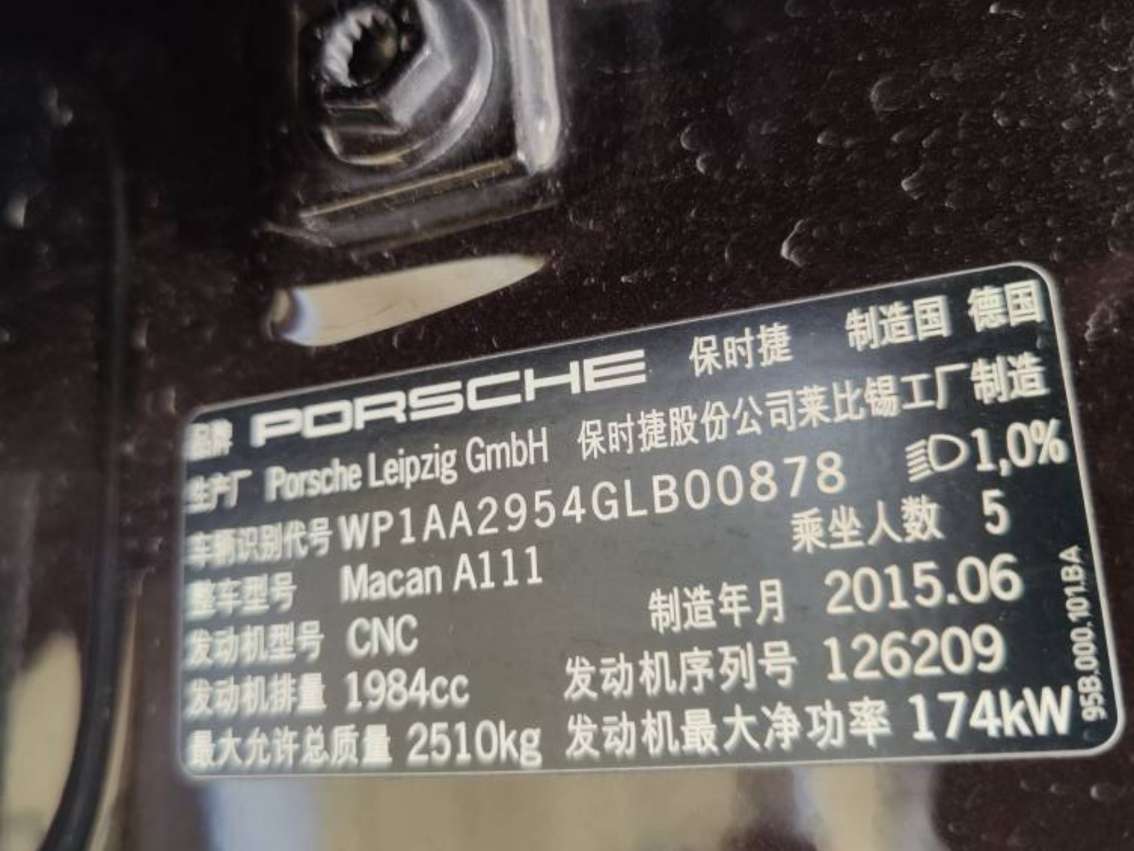 品牌 PORSCHE 保时捷 制造国 德国
生产厂 Porsche Leipzig GmbH 保时捷股份公司莱比锡工厂制造
车辆识别代号 WP1AA2954GLB00878 1,0%
整车型号 Macan A111 乘坐人数 5
发动机型号 CNC 制造年月 2015.06
发动机排量 1984cc 发动机序列号 126209
最大允许总质量 2510kg 发动机最大净功率 174kW
95B.000.101.BA